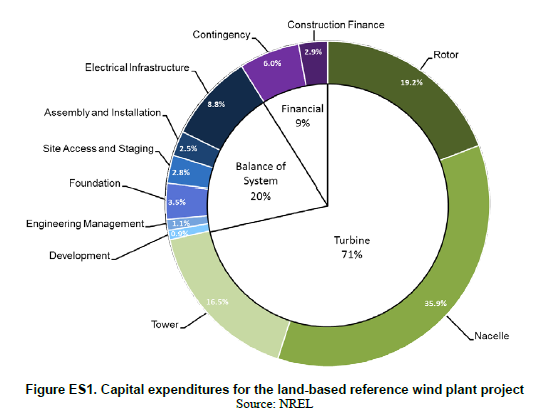 Construction Finance
Contingency
2.9%
6.0%
Rotor
19.2%
Electrical Infrastructure
8.8%
Financial
9%
Assembly and Installation
2.5%
Site Access and Staging
2.8%
Balance of
System
20%
Foundation
3.5%
Engineering Management
1.1%
0.9%
Development
Turbine
71%
16.5%
35.9%
Tower
Nacelle
Figure ES1. Capital expenditures for the land-based reference wind plant project
Source: NREL